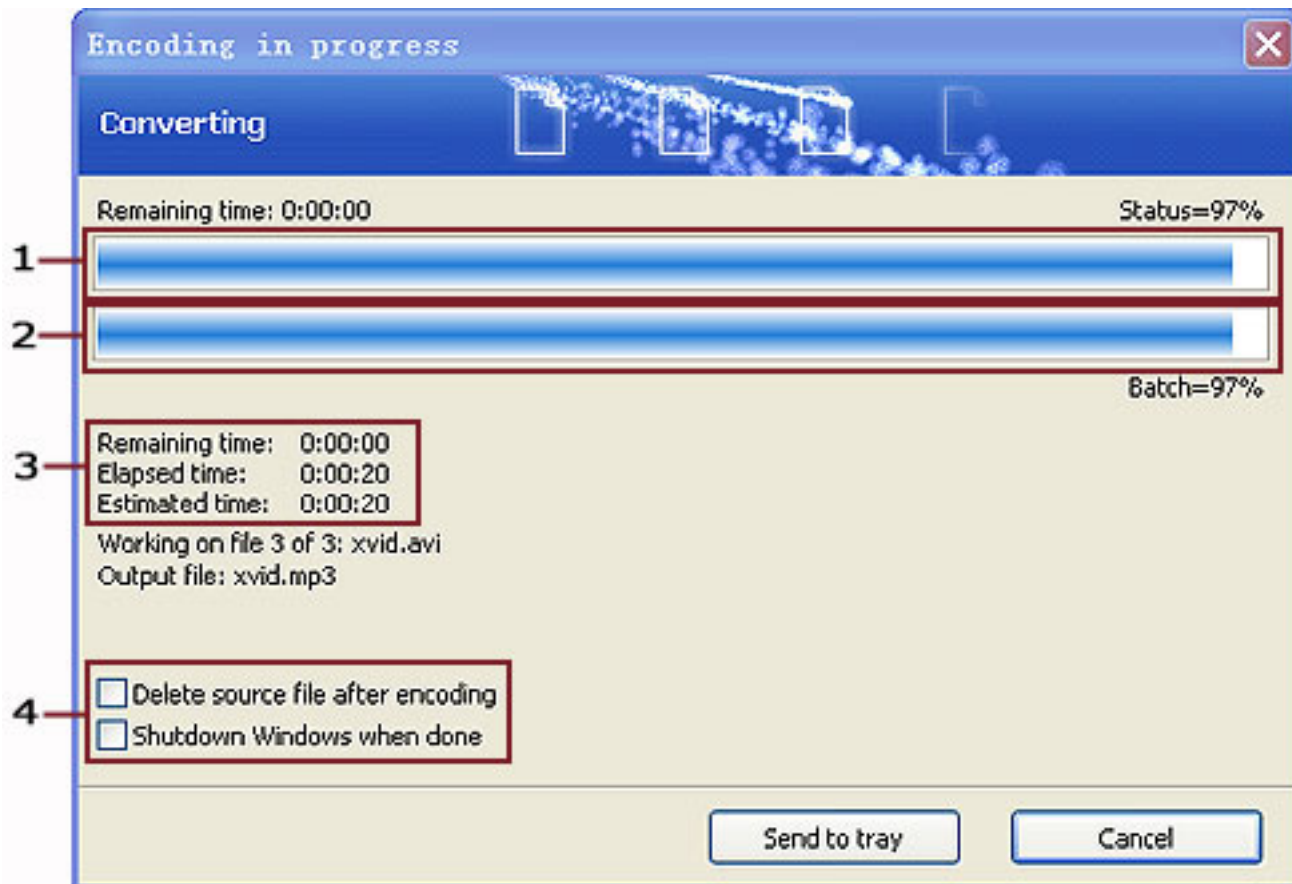 Encoding in progress
Converting
Remaining time: 0:00:00 Status=97%
1
2
Batch=97%
3
Remaining time: 0:00:00
Elapsed time: 0:00:20
Estimated time: 0:00:20
Working on file 3 of 3: xvid.avi
Output file: xvid.mp3
4
Delete source file after encoding
Shutdown Windows when done
Send to tray Cancel